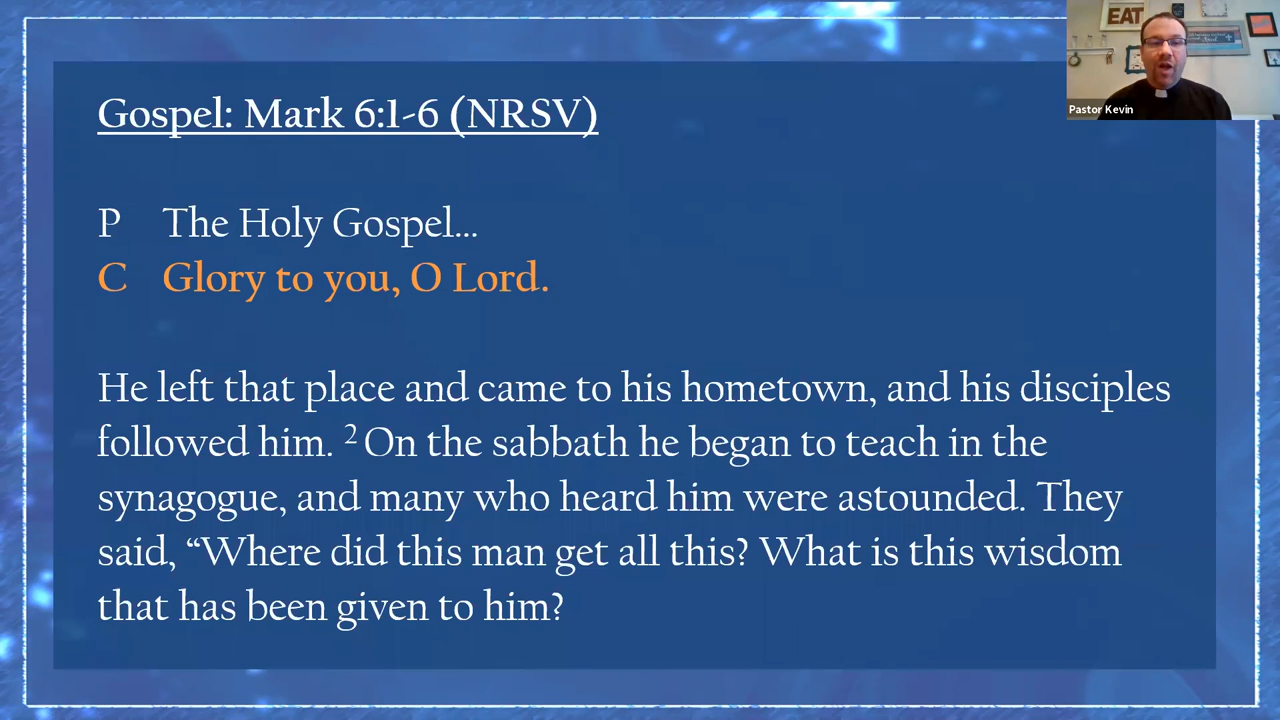 Gospel: Mark 6:1-6 (NRSV)
P The Holy Gospel...
C Glory to you, O Lord.
He left that place and came to his hometown, and his disciples
followed him. 2 On the sabbath he began to teach in the
synagogue, and many who heard him were astounded. They
said, “Where did this man get all this? What is this wisdom
that has been given to him?
EAT
Pastor Kevin